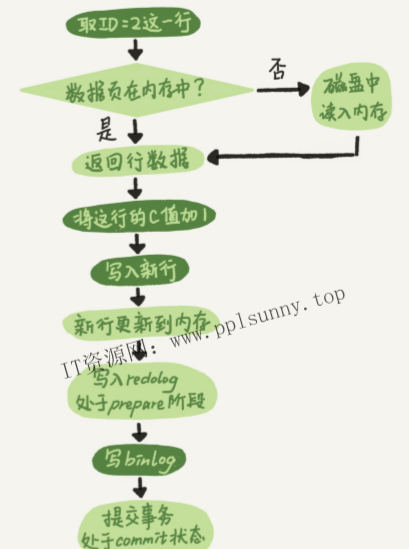 取ID=2这一行
数据页在内存中？
否
磁盘中
读入内存
是
返回行数据
将这行的C值加1
写入新行
新行更新到内存
IT资源网：www.pplsunny.top
写入redolog
处于prepare阶段
写binlog
提交事务
处于commit状态